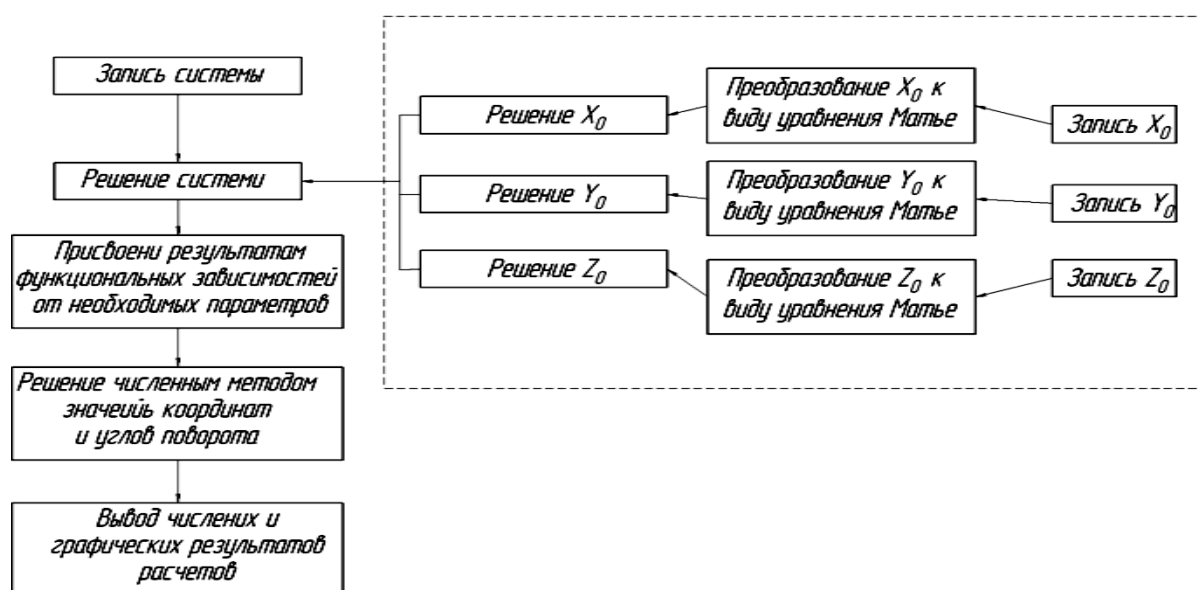 Запись системы
Решение системи
Присвоени результатам
функциональных зависимостей
от необходимых параметров
Решение численным методом
значеийь координат
и углов поворота
Вывод числених и
графических результатов
расчетов
Решение X₀
Преобразование X₀ к
виду уравнения Матье
Запись X₀
Решение Y₀
Преобразование Y₀ к
виду уравнения Матье
Запись Y₀
Решение Z₀
Преобразование Z₀ к
виду уравнения Матье
Запись Z₀